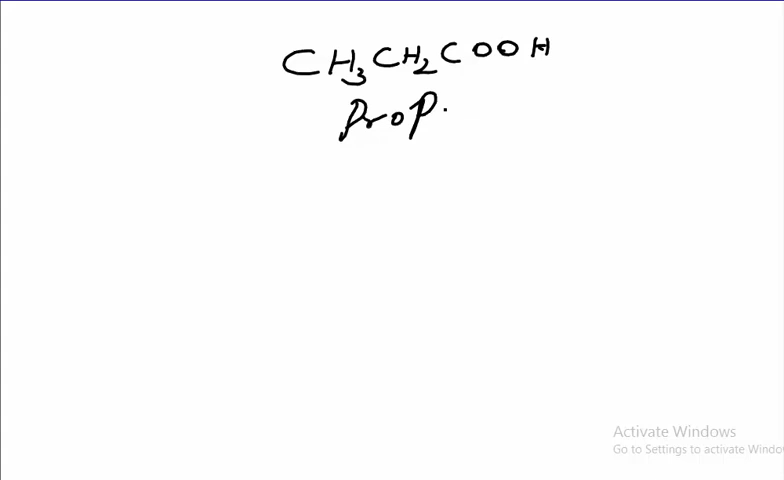 CH₃CH₂COOH
Prop.
Activate Windows
Go to Settings to activate Windo